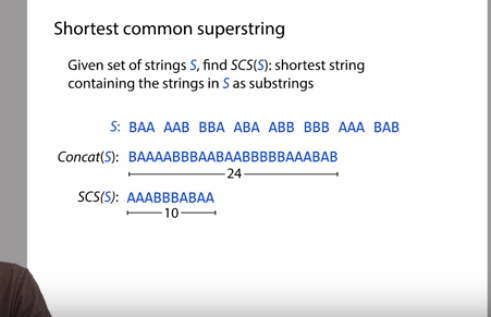 Shortest common superstring
Given set of strings S, find SCS(S): shortest string
containing the strings in S as substrings
S: BAA AAB BBA ABA ABB BBB AAA BAB
Concat(S): BAAAABBBAABAABBBBBAAABAB
24
SCS(S): AAABBBABAA
10